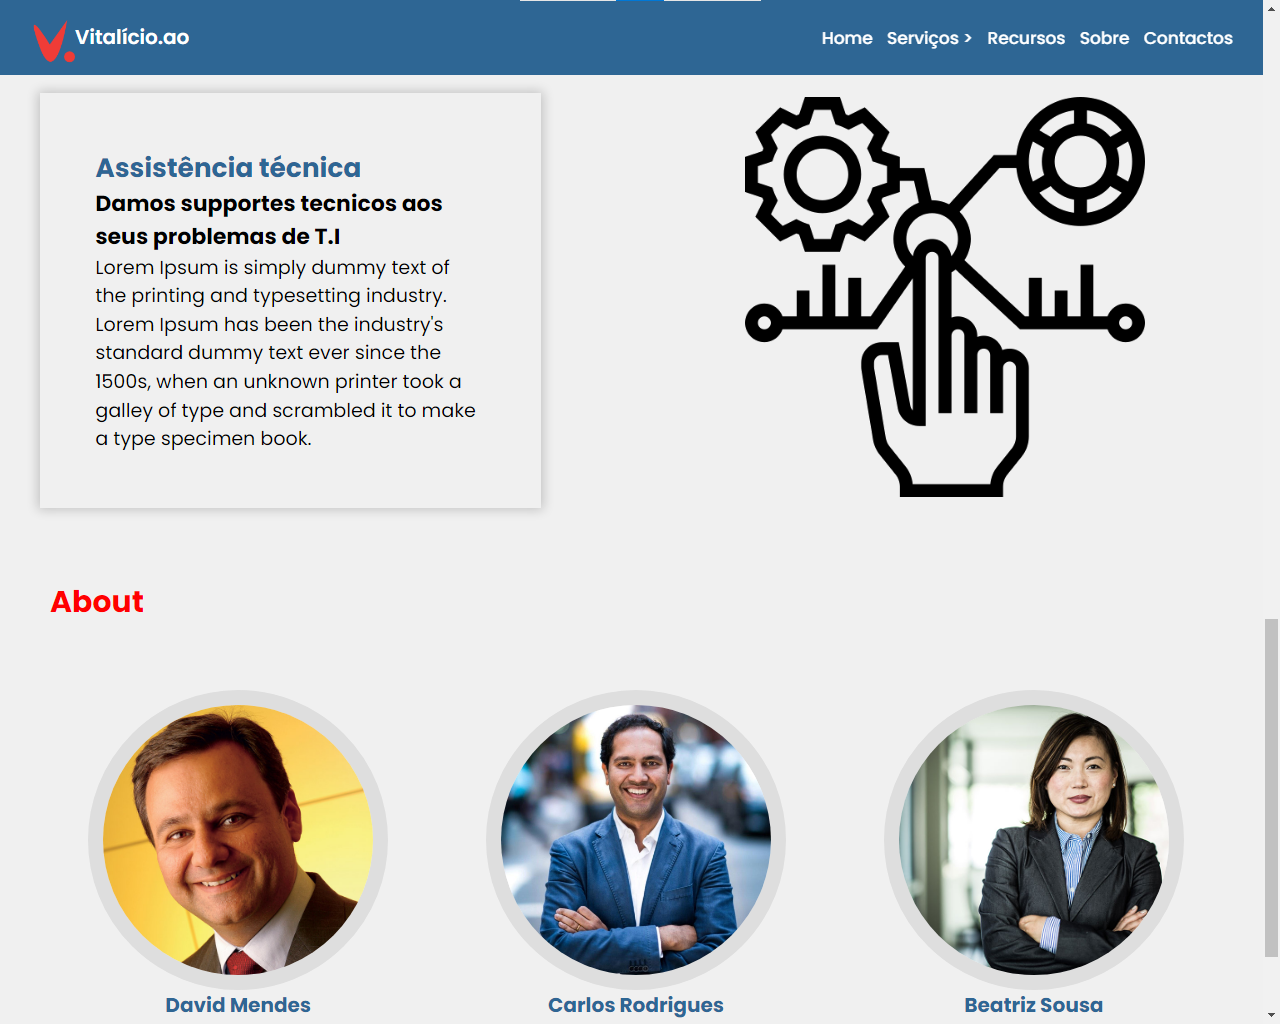 Vitalício.ao
Home Serviços > Recursos Sobre Contactos
Assistência técnica
Damos supportes tecnicos aos
seus problemas de T.I
Lorem Ipsum is simply dummy text of
the printing and typesetting industry.
Lorem Ipsum has been the industry's
standard dummy text ever since the
1500s, when an unknown printer took a
galley of type and scrambled it to make
a type specimen book.
About
David Mendes
Carlos Rodrigues
Beatriz Sousa